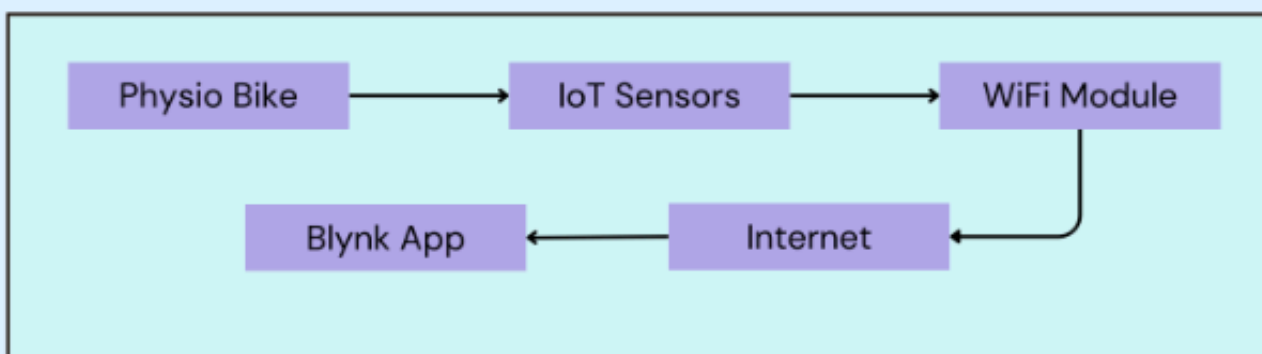 Physio Bike
IoT Sensors
WiFi Module
Internet
Blynk App